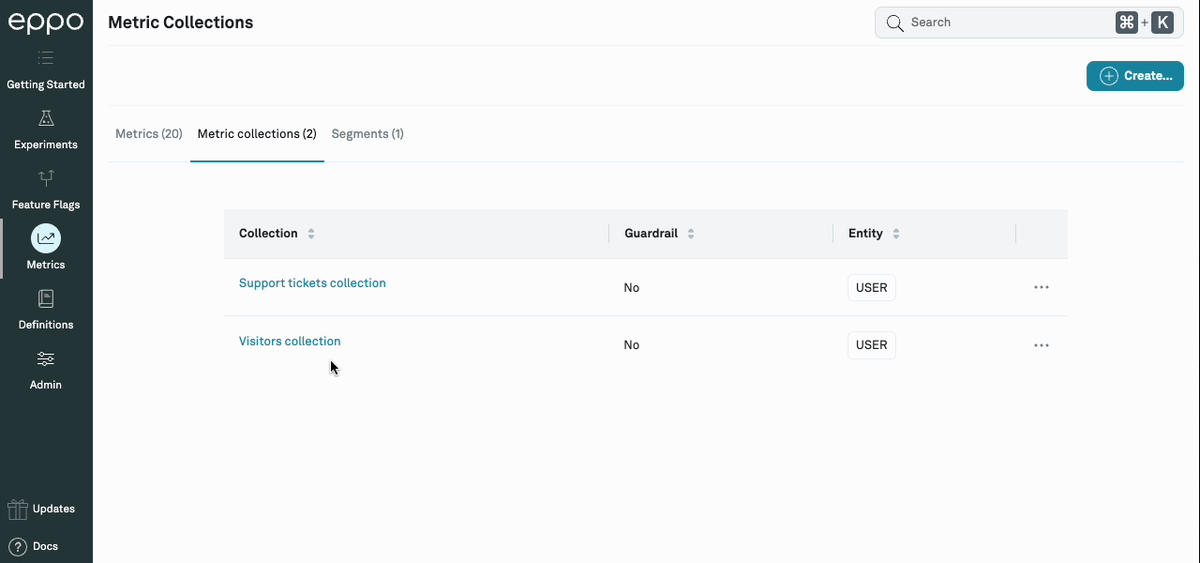 eppo
Metric Collections
Search
⌘ + K
Getting Started
Create...
Experiments
Metrics (20)
Metric collections (2)
Segments (1)
Feature Flags
Metrics
Collection
Guardrail
Entity
Support tickets collection
No
USER
Definitions
Visitors collection
No
USER
Admin
Updates
? Docs